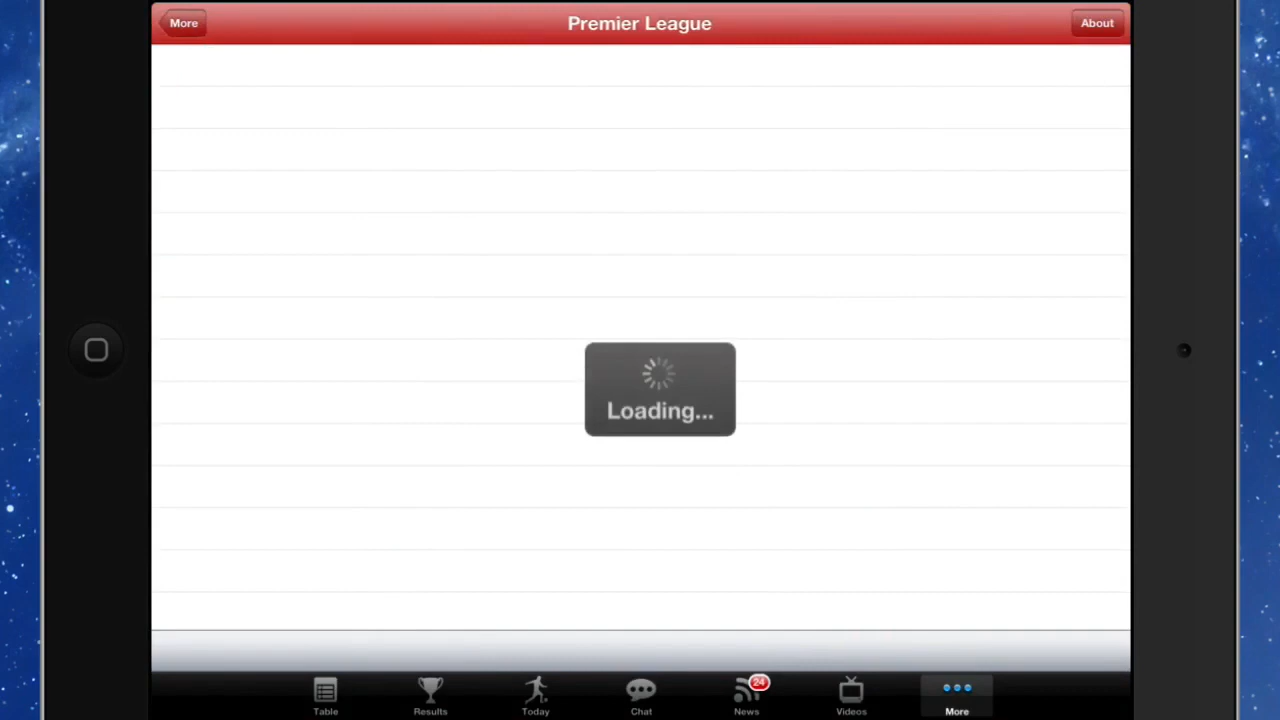 More
Premier League
About
Loading...
24
Table
Results
Today
Chat
News
Videos
More